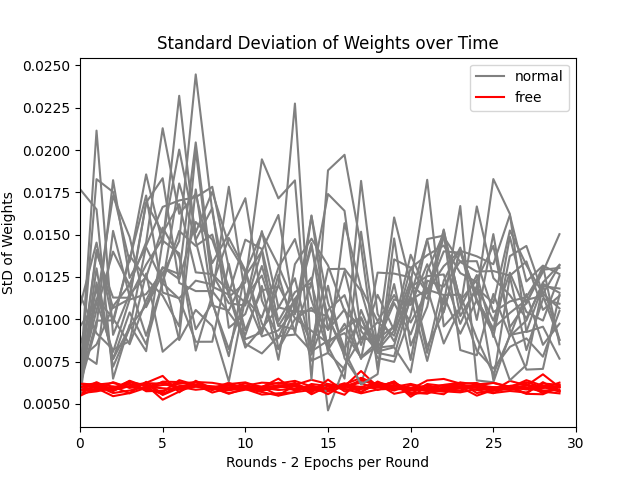 Standard Deviation of Weights over Time
0.0250
0.0225
0.0200
0.0175
0.0150
0.0125
0.0100
0.0075
0.0050
StD of Weights
normal
free
0 5 10 15 20 25 30
Rounds - 2 Epochs per Round